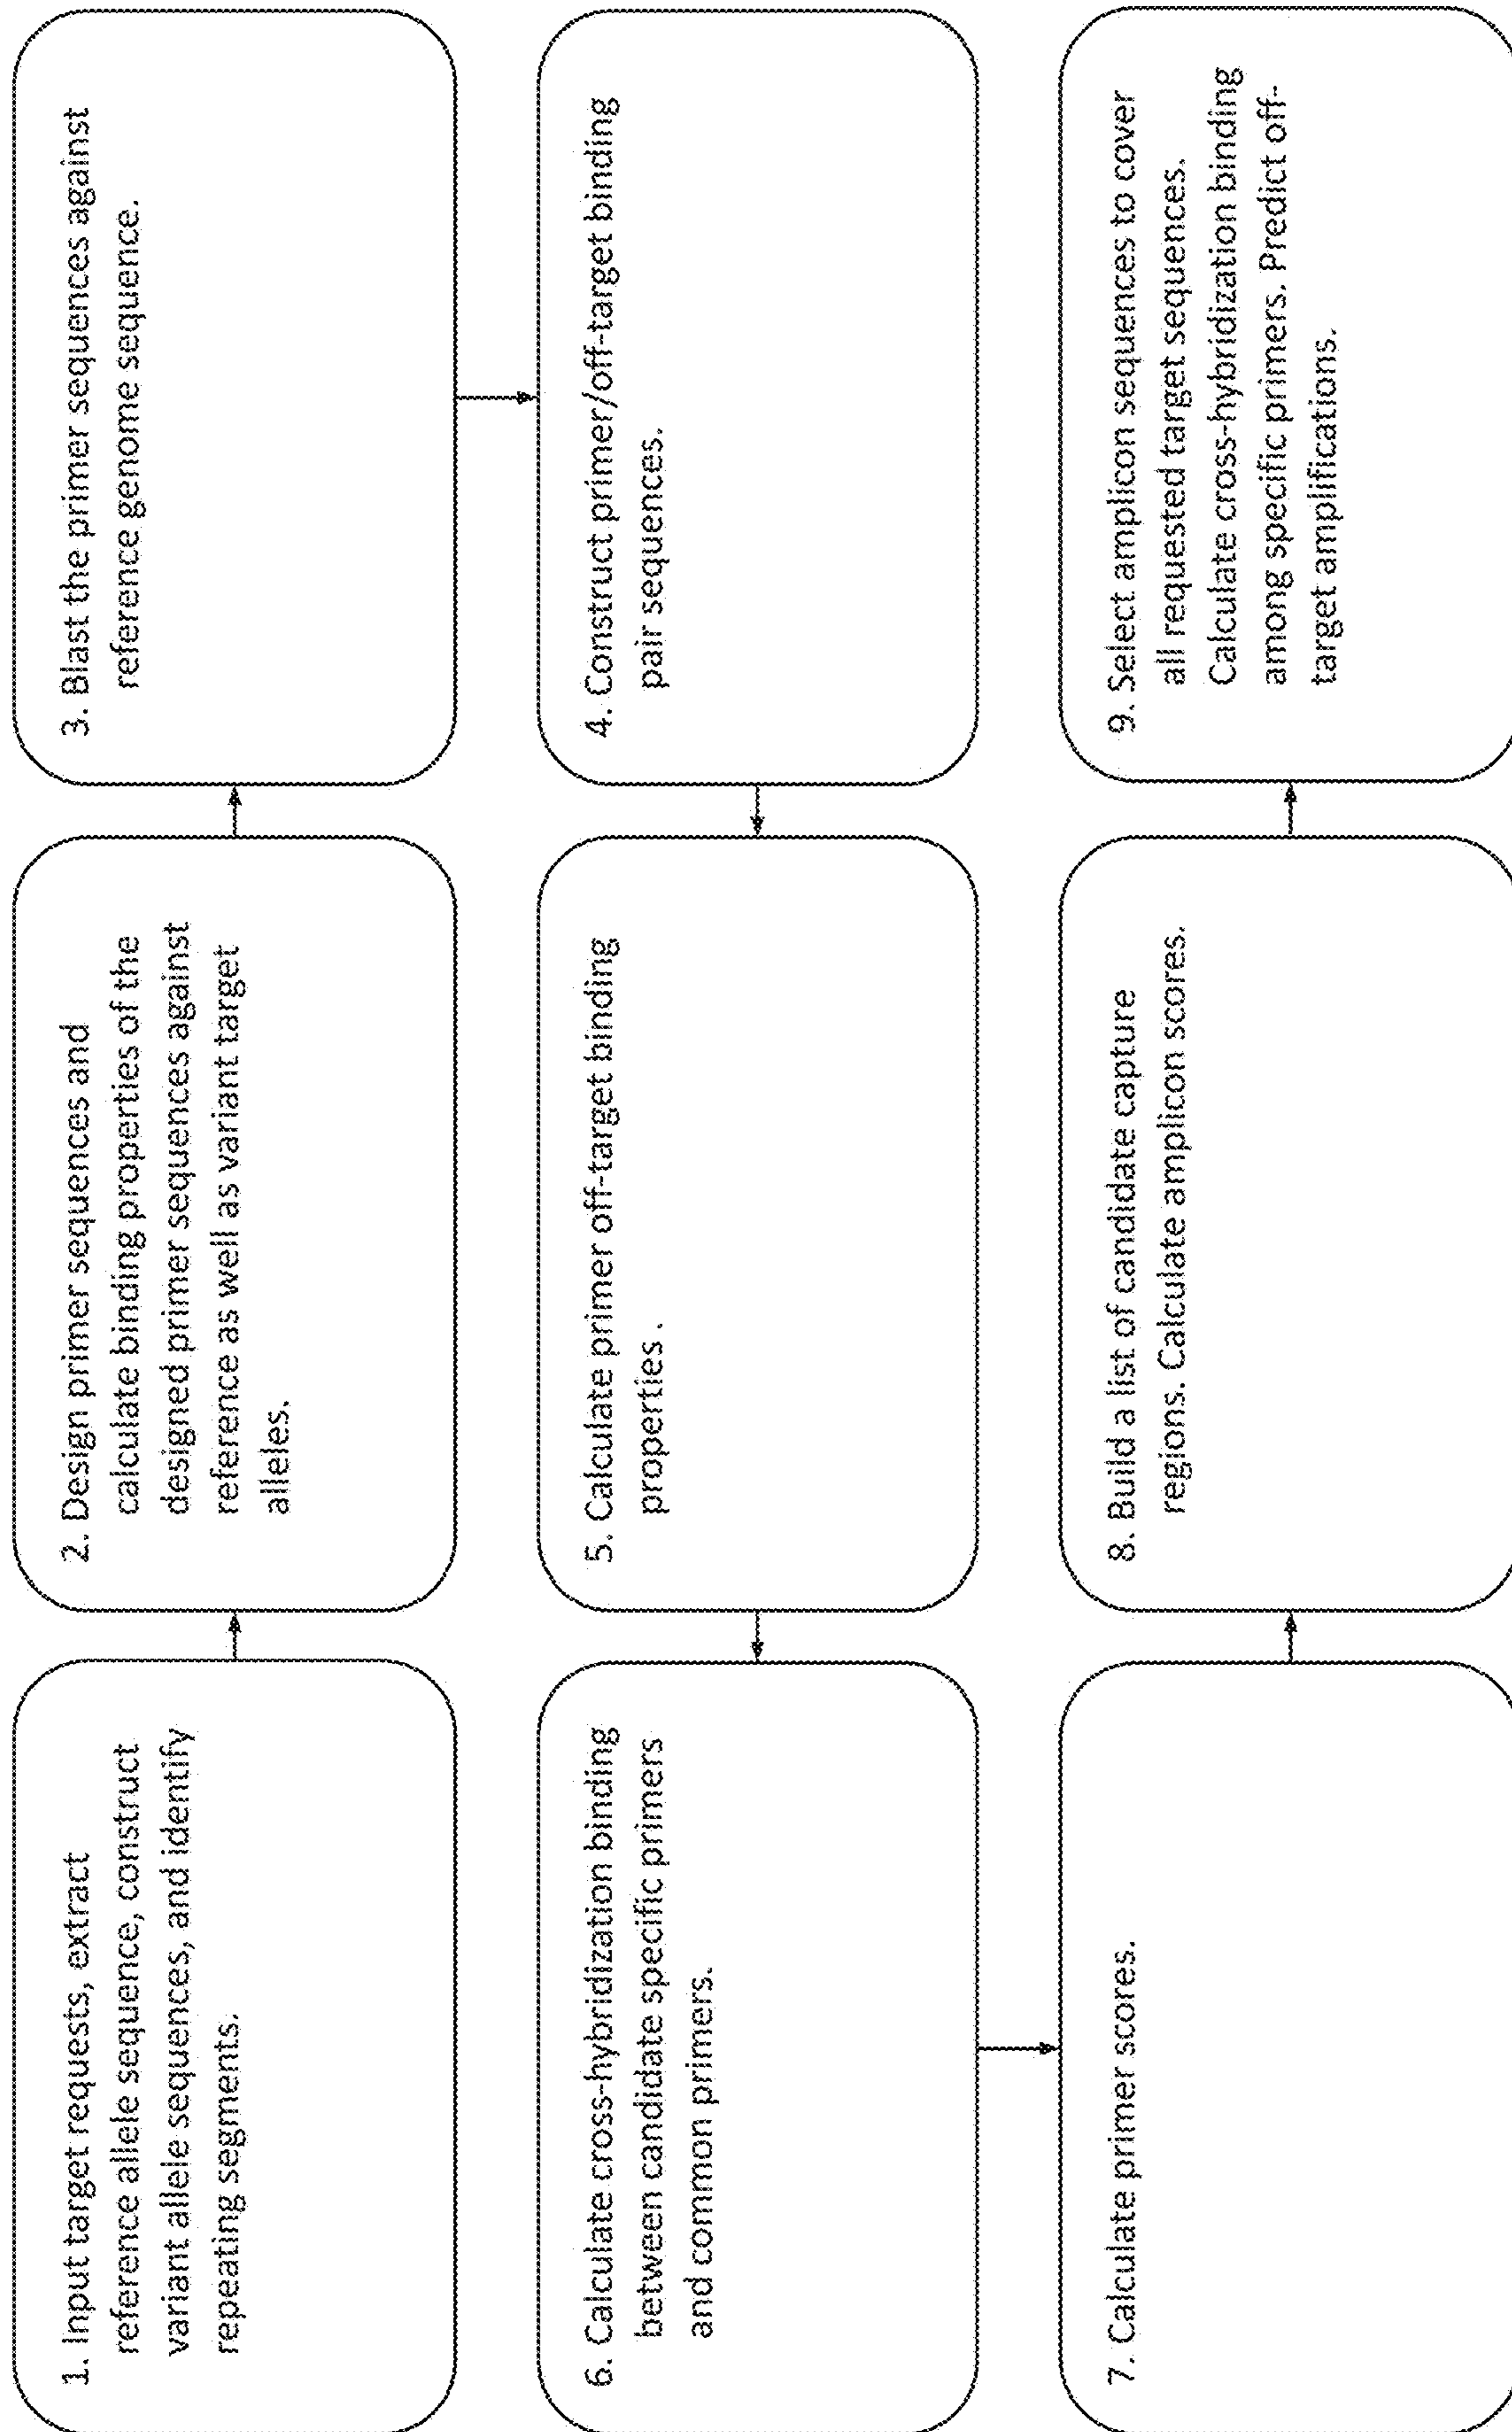 1. Input target requests, extract
reference allele sequence, construct
variant allele sequences, and identify
repeating segments.
2. Design primer sequences and
calculate binding properties of the
designed primer sequences against
reference as well as variant target
alleles.
3. Blast the primer sequences against
reference genome sequence.
4. Construct primer/off-target binding
pair sequences.
5. Calculate primer off-target binding
properties .
6. Calculate cross-hybridization binding
between candidate specific primers
and common primers.
7. Calculate primer scores.
8. Build a list of candidate capture
regions. Calculate amplicon scores.
9. Select amplicon sequences to cover
all requested target sequences.
Calculate cross-hybridization binding
among specific primers. Predict off-
target amplifications.